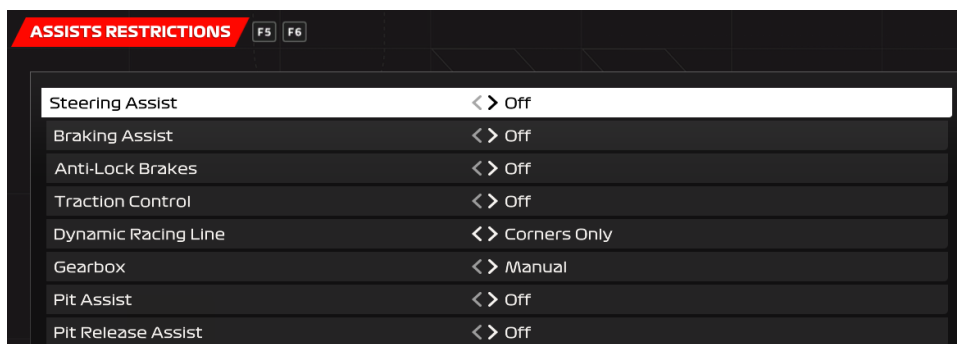 ASSISTS RESTRICTIONS F5 F6
Steering Assist < > Off
Braking Assist < > Off
Anti-Lock Brakes < > Off
Traction Control < > Off
Dynamic Racing Line < > Corners Only
Gearbox < > Manual
Pit Assist < > Off
Pit Release Assist < > Off